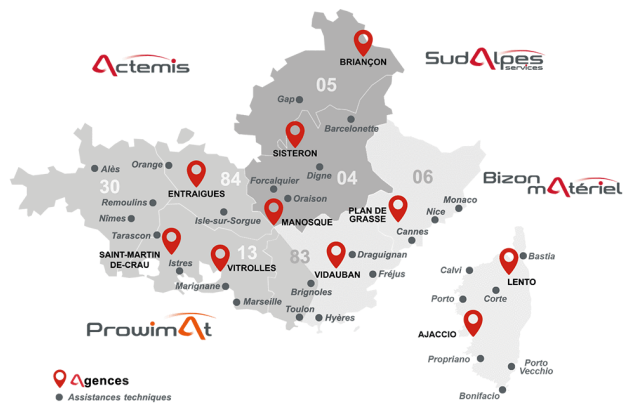 Actemis
SudAlpes
services
BRIANÇON
05
Gap
Barcelonette
SISTERON
Alès
Orange
30
84
ENTRAIGUES
Digne
04
06
Forcalquier
Oraison
Remoulins
Nîmes
Isle-sur-Sorgue
MANOSQUE
PLAN DE
GRASSE
Monaco
Nice
Cannes
Bizon
mAtériel
Tarascon
SAINT-MARTIN
DE-CRAU
Istres
13
VITROLLES
83
VIDAUBAN
Draguignan
Fréjus
Marignane
Marseille
Brignoles
Toulon
Hyères
Bastia
Calvi
LENTO
Porto
Corte
AJACCIO
Propriano
Porto
Vecchio
Bonifacio
ProwimAt
Agences
Assistances techniques